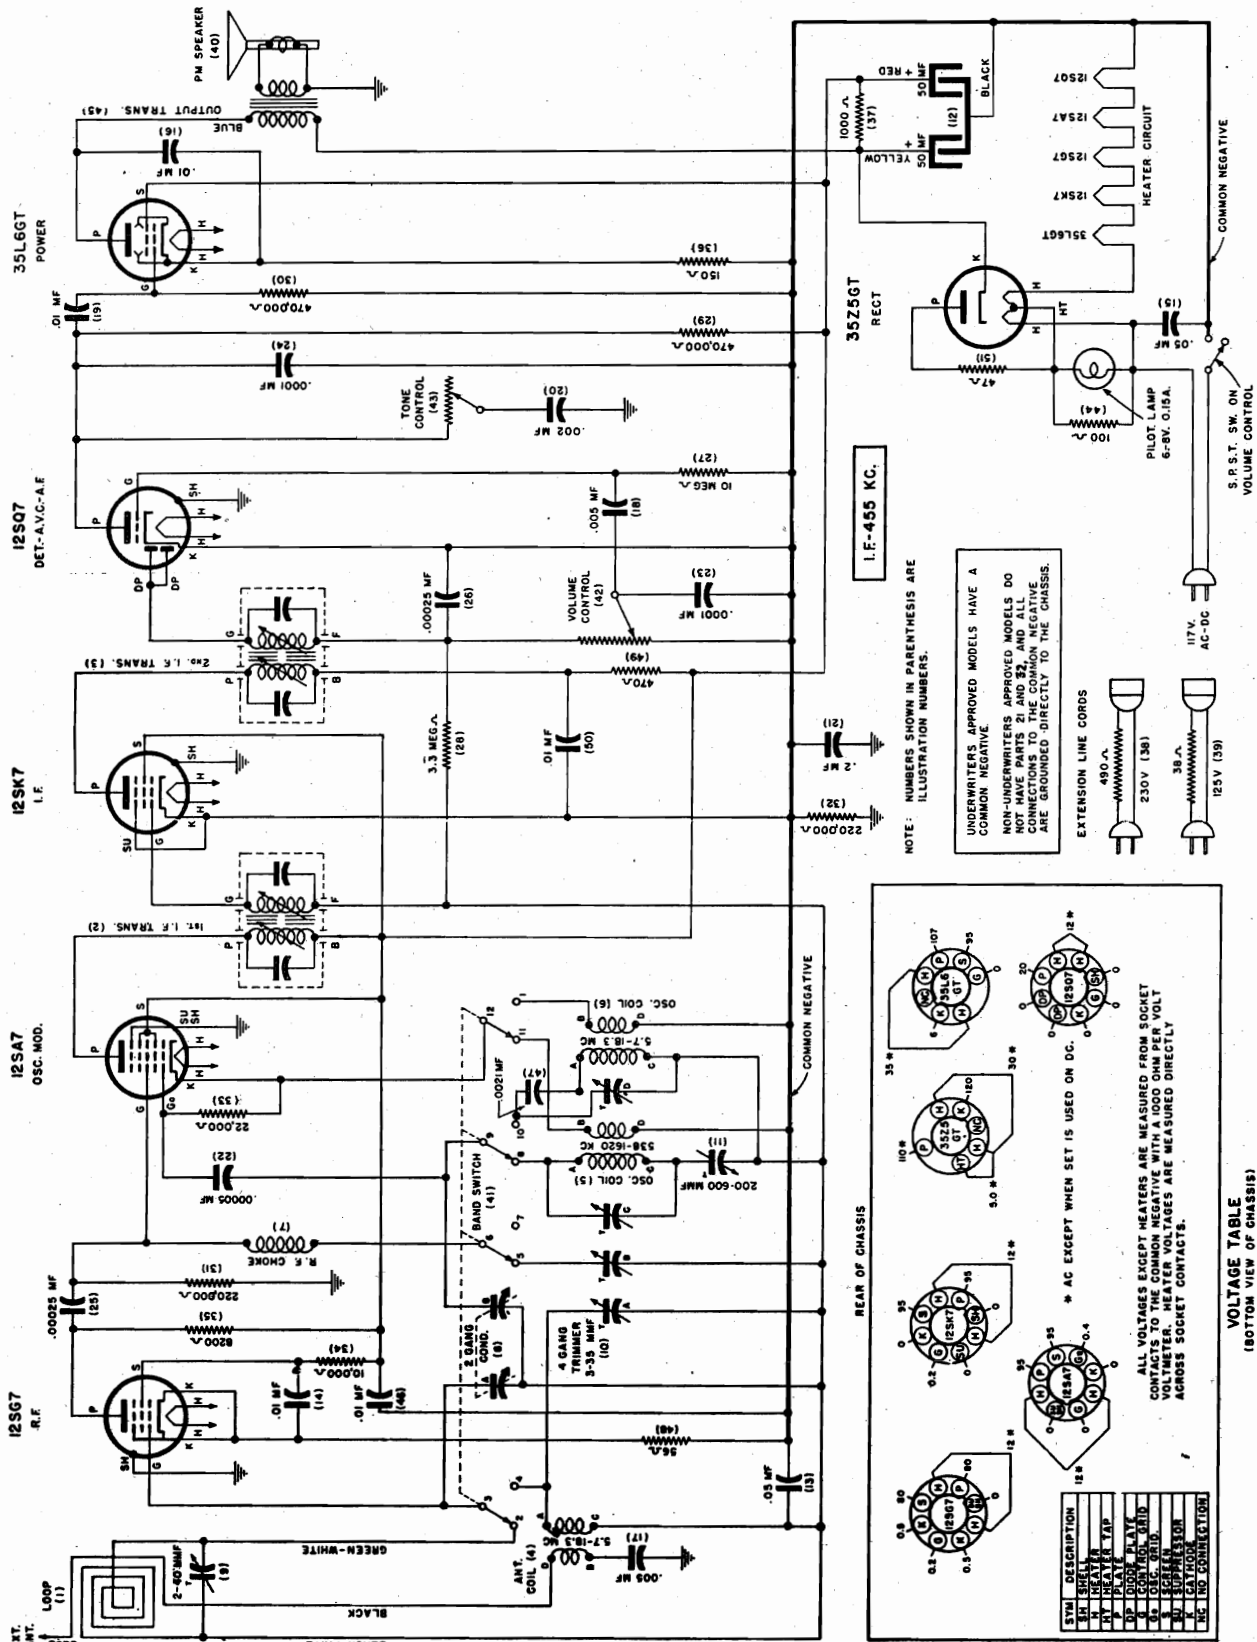 EXT.
ANT.
LOOP
(1)
2-40 MMF
T
(9)
BLACK
GREEN-WHITE
12SG7
R.F.
.00025 MF
(25)
8200 Ω
(35)
220,000 Ω
(31)
R. F. CHOKE
(7)
.01 MF
(14)
10,000 Ω
(34)
.01 MF
(46)
56 Ω
(48)
.05 MF
(13)
ANT.
COIL (4)
5.7-18.3 MC
.005 MF
(17)
2 GANG
COND.
(8)
4 GANG
TRIMMER
3-35 MMF
(10)
BAND SWITCH
(41)
12SA7
OSC. MOD.
.00005 MF
(22)
22,000 Ω
(33)
.0021 MF
(47)
OSC. COIL (6)
5.7-18.3 MC
538-1620 KC
OSC. COIL (5)
200-600 MMF
(11)
COMMON NEGATIVE
1ST. I.F. TRANS. (2)
12SK7
I.F.
3.3 MEG Ω
(28)
.01 MF
(50)
470 Ω
(49)
220,000 Ω
(32)
.2 MF
(21)
2ND. I.F. TRANS. (3)
12SQ7
DET.-A.V.C.-A.F.
.00025 MF
(26)
VOLUME
CONTROL
(42)
.005 MF
(18)
.0001 MF
(23)
10 MEG Ω
(27)
TONE
CONTROL
(43)
.002 MF
(20)
.0001 MF
(24)
470,000 Ω
(29)
.01 MF
(19)
470,000 Ω
(30)
35L6GT
POWER
150 Ω
(36)
.01 MF
(16)
OUTPUT TRANS. (45)
BLUE
PM SPEAKER
(40)
1000 Ω
(37)
+ RED
50 MF
(12)
BLACK
YELLOW +
50 MF
35Z5GT
RECT
47 Ω
(51)
100 Ω
(44)
PILOT LAMP
6-8V. 0.15A.
.05 MF
(15)
HEATER CIRCUIT
35L6GT
12SK7
12SG7
12SA7
12SQ7
COMMON NEGATIVE
S.P.S.T. SW. ON
VOLUME CONTROL
117V.
AC-DC
I.F.-455 KC.
NOTE: NUMBERS SHOWN IN PARENTHESIS ARE
ILLUSTRATION NUMBERS.
UNDERWRITERS APPROVED MODELS HAVE A
COMMON NEGATIVE.
NON-UNDERWRITERS APPROVED MODELS DO
NOT HAVE PARTS 21 AND 32, AND ALL
CONNECTIONS TO THE COMMON NEGATIVE
ARE GROUNDED DIRECTLY TO THE CHASSIS.
EXTENSION LINE CORDS
490 Ω
230V (38)
38 Ω
125V (39)
REAR OF CHASSIS
12SG7
12SK7
35Z5
GT
35L6
GT
12SA7
12SQ7
* AC EXCEPT WHEN SET IS USED ON DC.
ALL VOLTAGES EXCEPT HEATERS ARE MEASURED FROM SOCKET
CONTACTS TO THE COMMON NEGATIVE WITH A 1000 OHM PER VOLT
VOLTMETER. HEATER VOLTAGES ARE MEASURED DIRECTLY
ACROSS SOCKET CONTACTS.
SYM DESCRIPTION
SH SHELL
H HEATER
HT HEATER TAP
P PLATE
DP DIODE PLATE
G CONTROL GRID
Go OSC. GRID
S SCREEN
SU SUPPRESSOR
K CATHODE
NC NO CONNECTION
VOLTAGE TABLE
(BOTTOM VIEW OF CHASSIS)